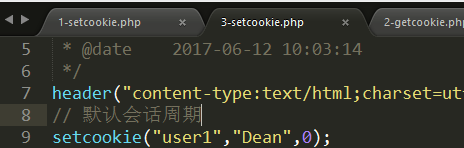 1-setcookie.php × 3-setcookie.php × 2-getcookie.php
5 * @date 2017-06-12 10:03:14
6 */
7 header("content-type:text/html;charset=ut
8 // 默认会话周期
9 setcookie("user1","Dean",0);